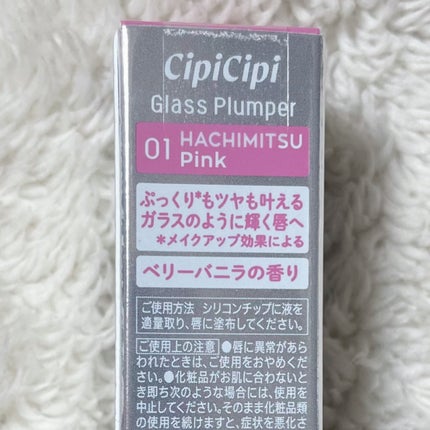 CipiCipi
Glass Plumper
01 HACHIMITSU
Pink
ぷっくり*もツヤも叶える
ガラスのように輝く唇へ
*メイクアップ効果による
ベリーバニラの香り
ご使用方法 シリコンチップに液を
適量取り、唇に塗布してください。
ご使用上の注意 ●唇に異常があら
われたときは、ご使用をおやめくださ
い。●化粧品がお肌に合わないと
き即ち次のような場合には、使用を
中止してください。そのまま化粧品類
の使用を続けますと、症状を悪化さ